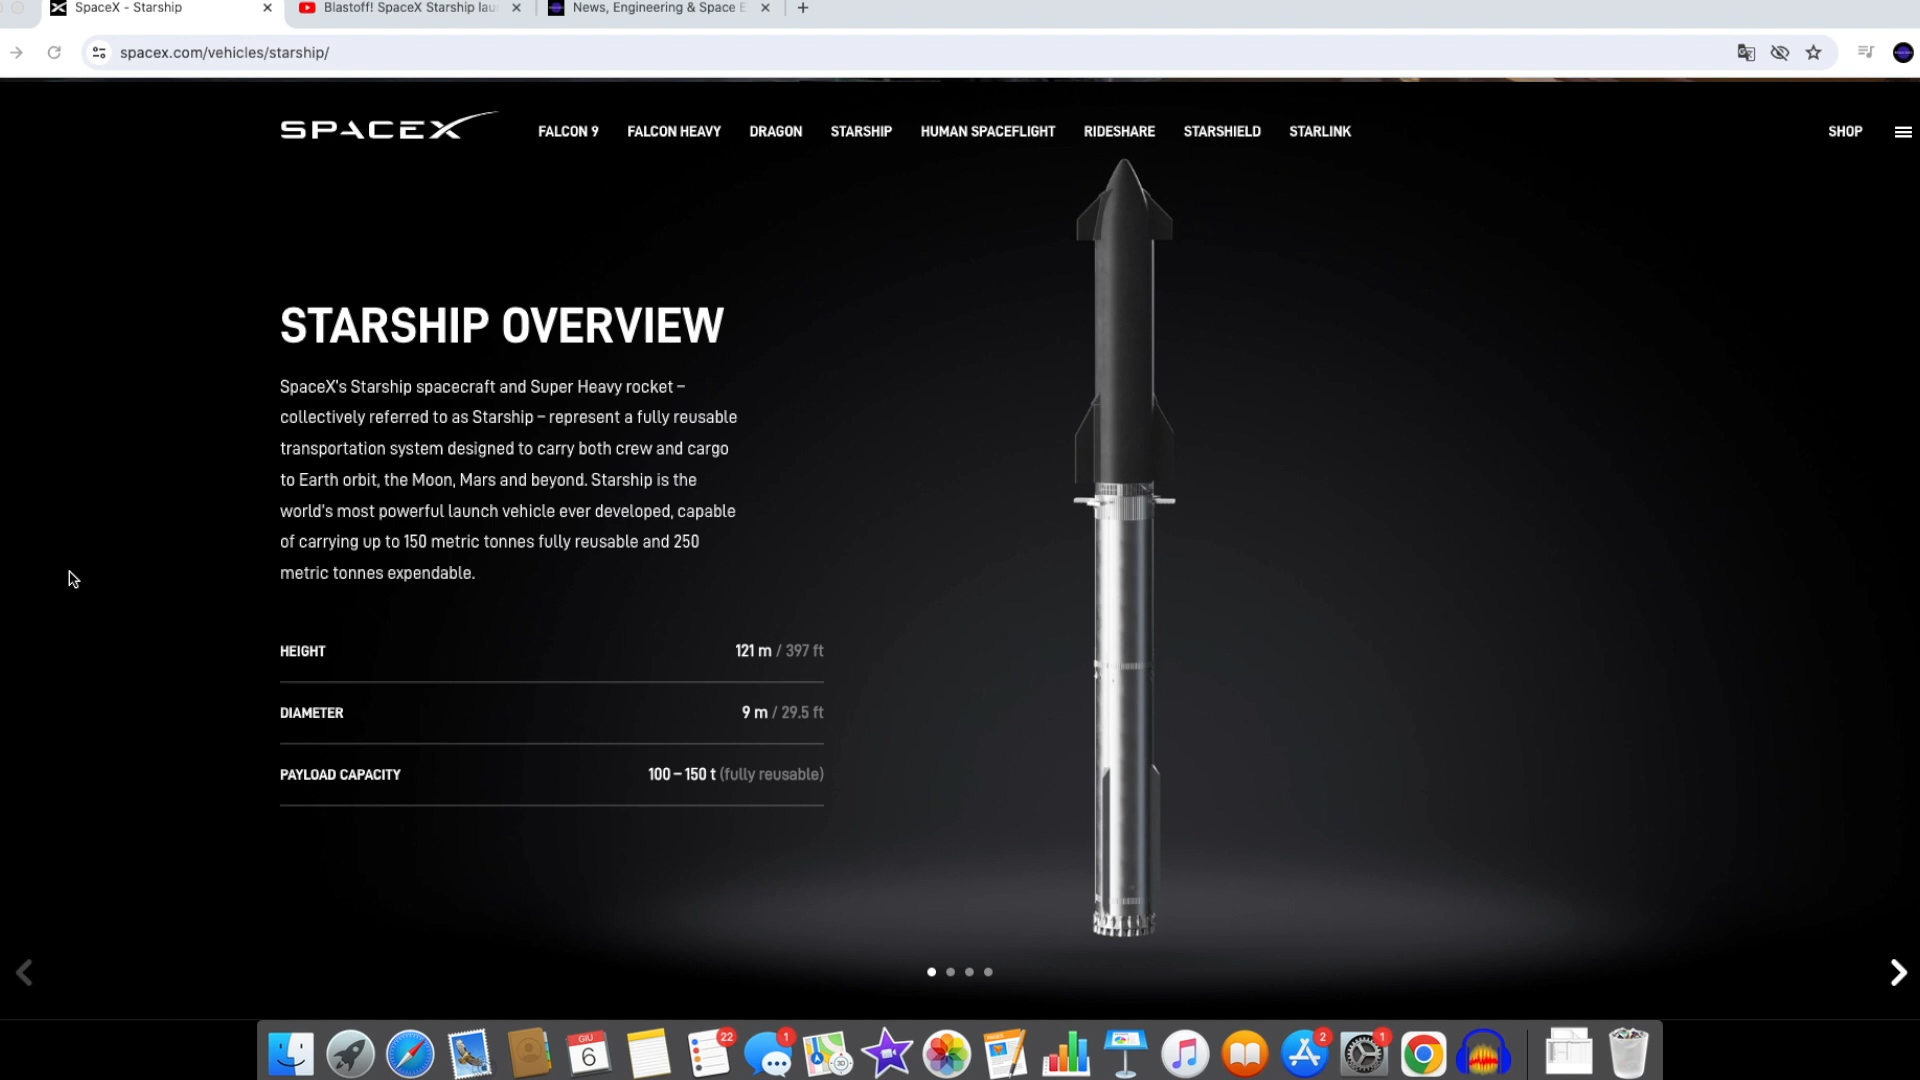 SpaceX - Starship
Blastoff! SpaceX Starship lau
News, Engineering & Space E
spacex.com/vehicles/starship/
SPACEX
FALCON 9
FALCON HEAVY
DRAGON
STARSHIP
HUMAN SPACEFLIGHT
RIDESHARE
STARSHIELD
STARLINK
SHOP
STARSHIP OVERVIEW
SpaceX's Starship spacecraft and Super Heavy rocket –
collectively referred to as Starship – represent a fully reusable
transportation system designed to carry both crew and cargo
to Earth orbit, the Moon, Mars and beyond. Starship is the
world's most powerful launch vehicle ever developed, capable
of carrying up to 150 metric tonnes fully reusable and 250
metric tonnes expendable.
HEIGHT 121 m / 397 ft
DIAMETER 9 m / 29.5 ft
PAYLOAD CAPACITY 100 – 150 t (fully reusable)
GIU
6
22
1
3D
2
1